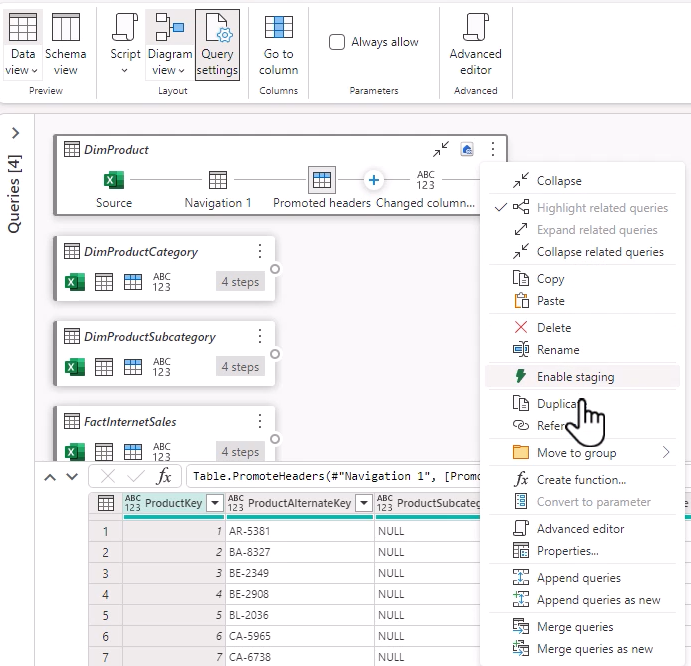 Data
view
Schema
view
Preview
Script
Diagram
view
Query
settings
Layout
Go to
column
Columns
Always allow
Parameters
Advanced
editor
Advanced
Queries [4]
DimProduct
ABC
123
Source
Navigation 1
Promoted headers
Changed column...
DimProductCategory
ABC
123
4 steps
DimProductSubcategory
ABC
123
4 steps
FactInternetSales
ABC
123
4 steps
Collapse
Highlight related queries
Expand related queries
Collapse related queries
Copy
Paste
Delete
Rename
Enable staging
Move to group
fx Create function...
Convert to parameter
Advanced editor
Properties...
Append queries
Append queries as new
Merge queries
Merge queries as new
fx
Table.PromoteHeaders(#"Navigation 1", [Prom
ABC
123 ProductKey
ABC
123 ProductAlternateKey
ABC
123 ProductSubcateg
1 1 AR-5381 NULL
2 2 BA-8327 NULL
3 3 BE-2349 NULL
4 4 BE-2908 NULL
5 5 BL-2036 NULL
6 6 CA-5965 NULL
7 7 CA-6738 NULL